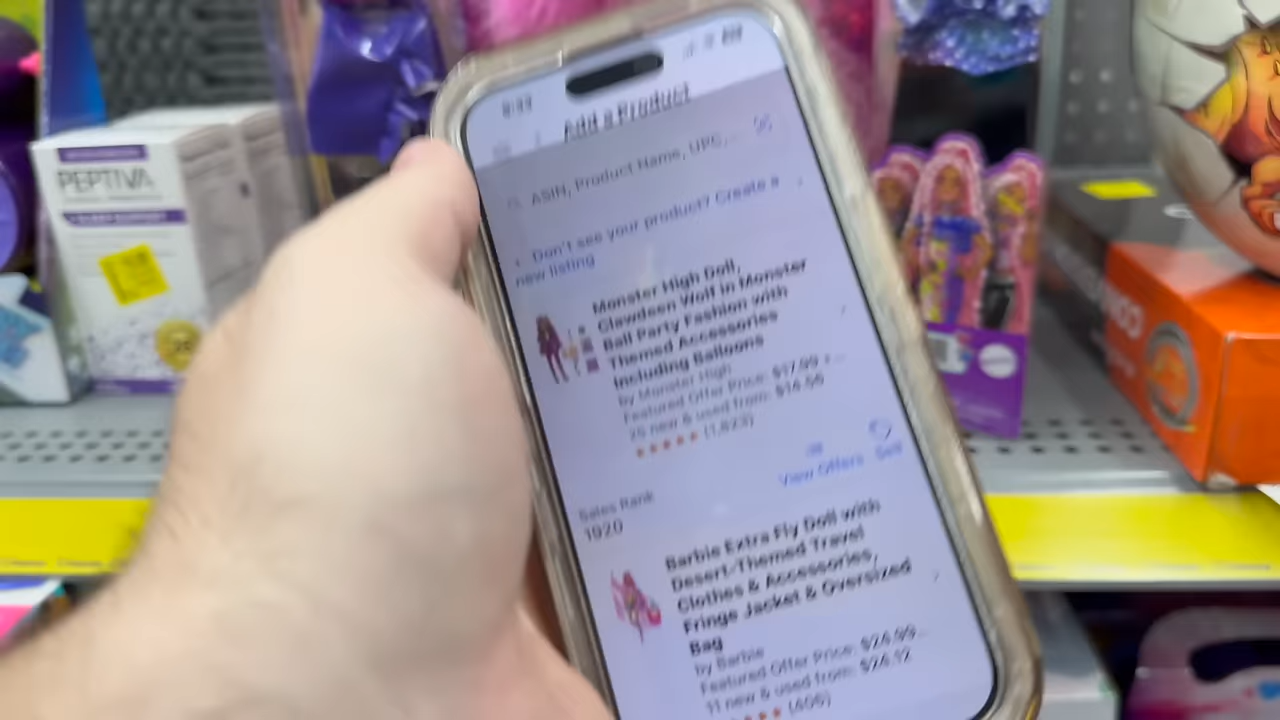 Add a Product
ASIN, Product Name, UPC,...
Don't see your product? Create a
new listing
Monster High Doll,
Clawdeen Wolf in Monster
Ball Party Fashion with
Themed Accessories
Including Balloons
by Monster High
Featured Offer Price: $17.99 +...
25 new & used from: $14.66
(1,823)
View Offers
Sell
Sales Rank
1920
Barbie Extra Fly Doll with
Desert-Themed Travel
Clothes & Accessories,
Fringe Jacket & Oversized
Bag
by Barbie
Featured Offer Price: $24.99...
11 new & used from: $24.12
(406)
PEPTIVA